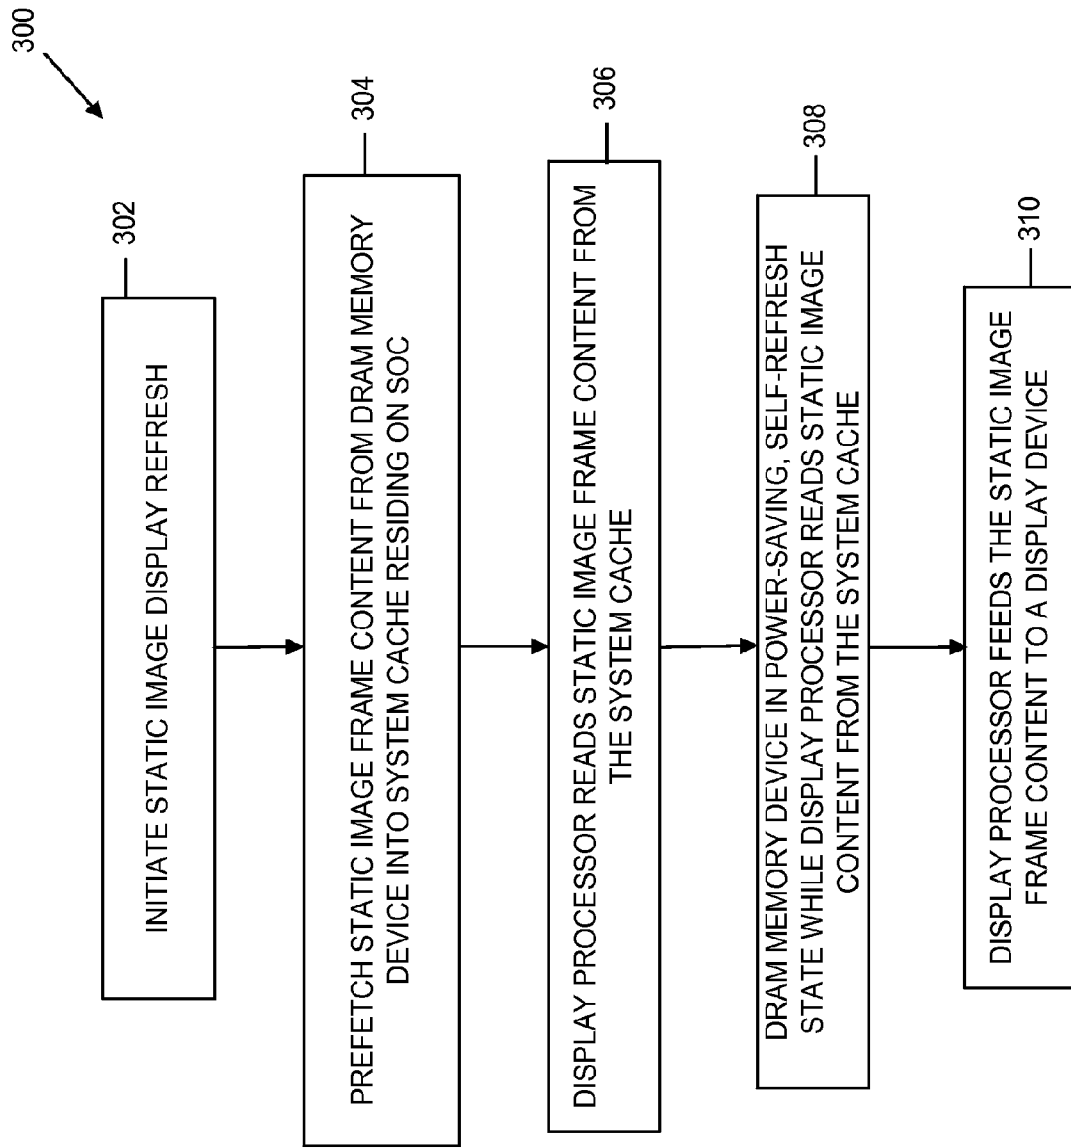 300
302
INITIATE STATIC IMAGE DISPLAY REFRESH
304
PREFETCH STATIC IMAGE FRAME CONTENT FROM DRAM MEMORY
DEVICE INTO SYSTEM CACHE RESIDING ON SOC
306
DISPLAY PROCESSOR READS STATIC IMAGE FRAME CONTENT FROM
THE SYSTEM CACHE
308
DRAM MEMORY DEVICE IN POWER-SAVING, SELF-REFRESH
STATE WHILE DISPLAY PROCESSOR READS STATIC IMAGE
CONTENT FROM THE SYSTEM CACHE
310
DISPLAY PROCESSOR FEEDS THE STATIC IMAGE
FRAME CONTENT TO A DISPLAY DEVICE